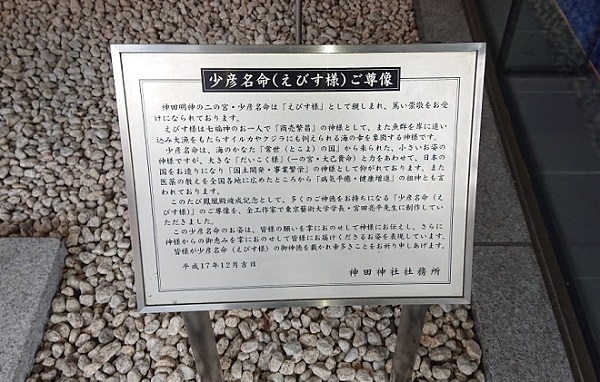 少彦名命(えびす様)ご尊像
神田明神の二の宮・少彦名命は「えびす様」として親しまれ、篤い崇敬をお受
けになられております。
えびす様は七福神のお一人で「商売繁昌」の神様として、また魚群を岸に追い
込み大漁をもたらすイルカやクジラにも例えられる海の幸を象徴する神様です。
少彦名命は、海のかなた「常世(とこよ)の国」から来られた、小さいお姿の
神様ですが、大きな「だいこく様」(一の宮・大己貴命)と力をあわせて、日本の
国をお造りになり「国土開発・事業繁栄」の神様として仰がれております。また
医薬の教えを全国各地に広めたところから「病気平癒・健康増進」の祖神とも言
われております。
このたび鳳凰殿竣成記念として、多くのご神徳をお持ちになる「少彦名命(え
びす様)」のご尊像を、金工作家で東京藝術大学学長・宮田亮平先生に制作してい
ただきました。
この少彦名命のお姿は、皆様の願いを常におのせして神様にお伝えし、さらに
神様からの御恵みを常におのせして皆様にお届けくださるお姿を表現しています。
皆様が少彦名命(えびす様)の御神徳を戴かれ幸多きことをお祈り申しあげます。
平成17年12月吉日
神田神社社務所